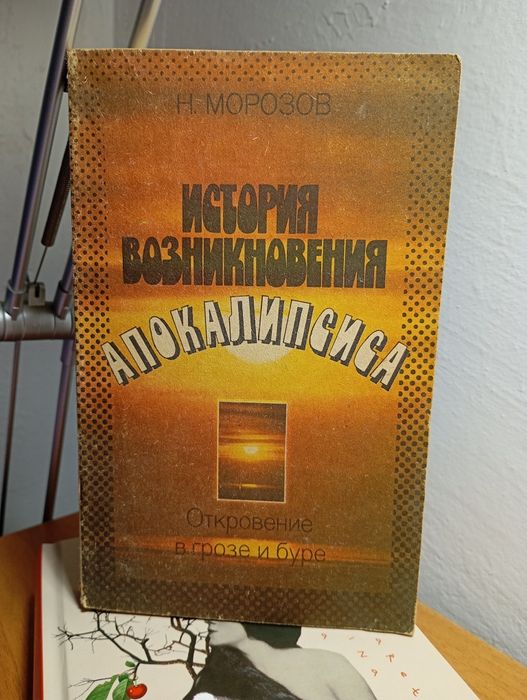 Н. МОРОЗОВ
ИСТОРИЯ
ВОЗНИКНОВЕНИЯ
АПОКАЛИПСИСА
Откровение
в грозе и буре